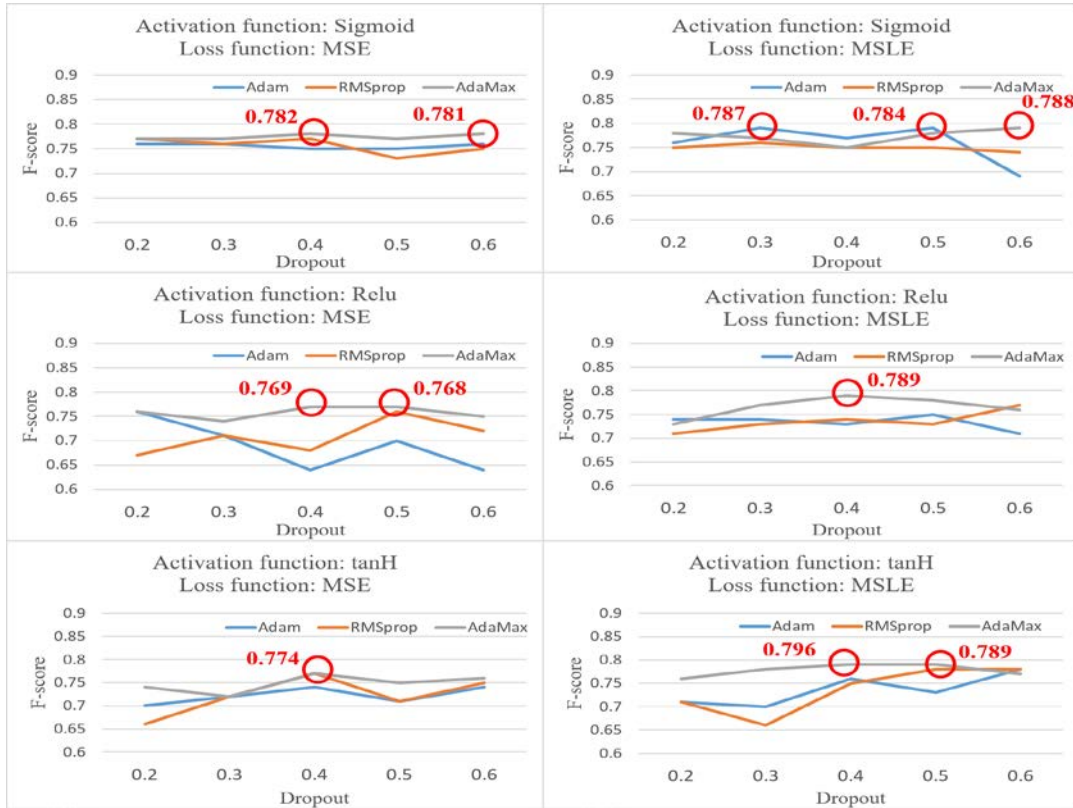 Activation function: Sigmoid
Loss function: MSE
0.9
0.85
0.8
0.75
0.7
0.65
0.6
F-score
Adam RMSprop AdaMax
0.782
0.781
0.2 0.3 0.4 0.5 0.6
Dropout
Activation function: Sigmoid
Loss function: MSLE
0.9
0.85
0.8
0.75
0.7
0.65
0.6
F-score
Adam RMSprop AdaMax
0.787
0.784
0.788
0.2 0.3 0.4 0.5 0.6
Dropout
Activation function: Relu
Loss function: MSE
0.9
0.85
0.8
0.75
0.7
0.65
0.6
F-score
Adam RMSprop AdaMax
0.769
0.768
0.2 0.3 0.4 0.5 0.6
Dropout
Activation function: Relu
Loss function: MSLE
0.9
0.85
0.8
0.75
0.7
0.65
0.6
F-score
Adam RMSprop AdaMax
0.789
0.2 0.3 0.4 0.5 0.6
Dropout
Activation function: tanH
Loss function: MSE
0.9
0.85
0.8
0.75
0.7
0.65
0.6
F-score
Adam RMSprop AdaMax
0.774
0.2 0.3 0.4 0.5 0.6
Dropout
Activation function: tanH
Loss function: MSLE
0.9
0.85
0.8
0.75
0.7
0.65
0.6
F-score
Adam RMSprop AdaMax
0.796
0.789
0.2 0.3 0.4 0.5 0.6
Dropout